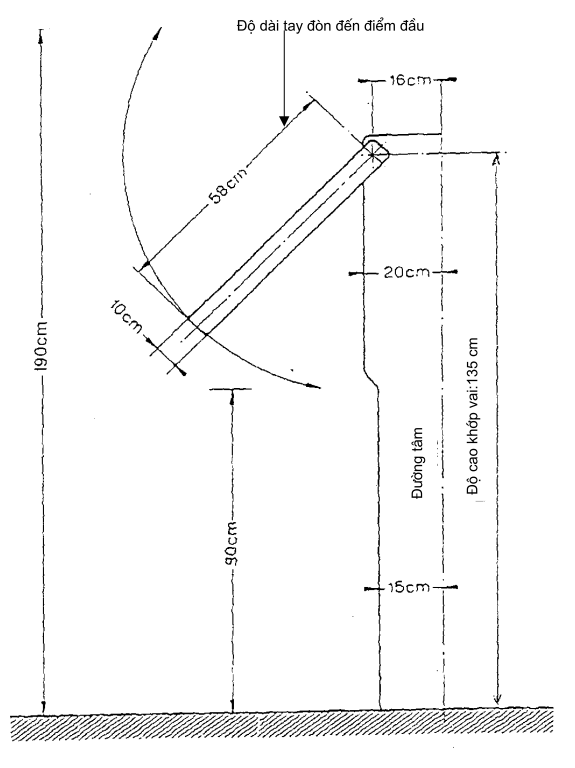 Độ dài tay đòn đến điểm đầu
16cm
58cm
20cm
10cm
190cm
Độ cao khớp vai:135 cm
Đường tâm
90cm
15cm